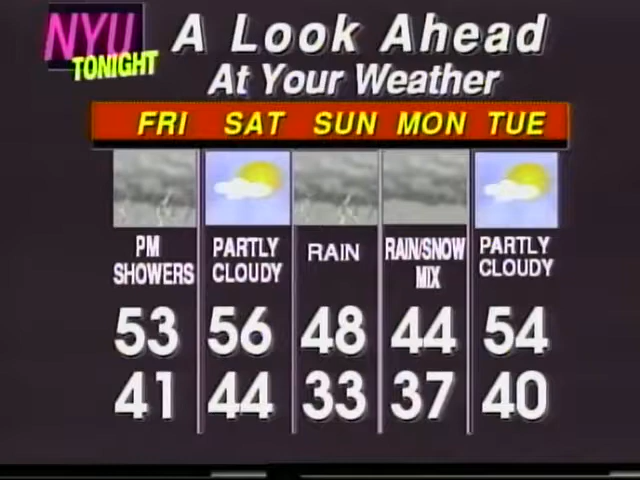 NYU
TONIGHT
A Look Ahead
At Your Weather
FRI SAT SUN MON TUE
PM SHOWERS
PARTLY CLOUDY
RAIN
RAIN/SNOW MIX
PARTLY CLOUDY
53 56 48 44 54
41 44 33 37 40